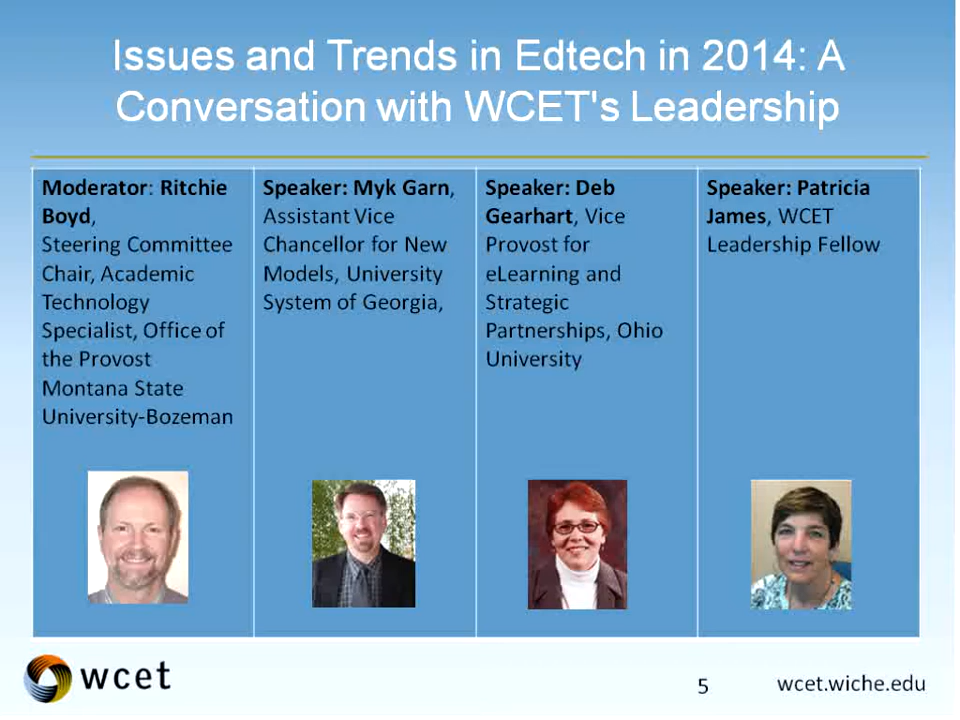 Issues and Trends in Edtech in 2014: A
Conversation with WCET's Leadership
Moderator: Ritchie
Boyd,
Steering Committee
Chair, Academic
Technology
Specialist, Office of
the Provost
Montana State
University-Bozeman
Speaker: Myk Garn,
Assistant Vice
Chancellor for New
Models, University
System of Georgia,
Speaker: Deb
Gearhart, Vice
Provost for
eLearning and
Strategic
Partnerships, Ohio
University
Speaker: Patricia
James, WCET
Leadership Fellow
wcet
5
wcet.wiche.edu